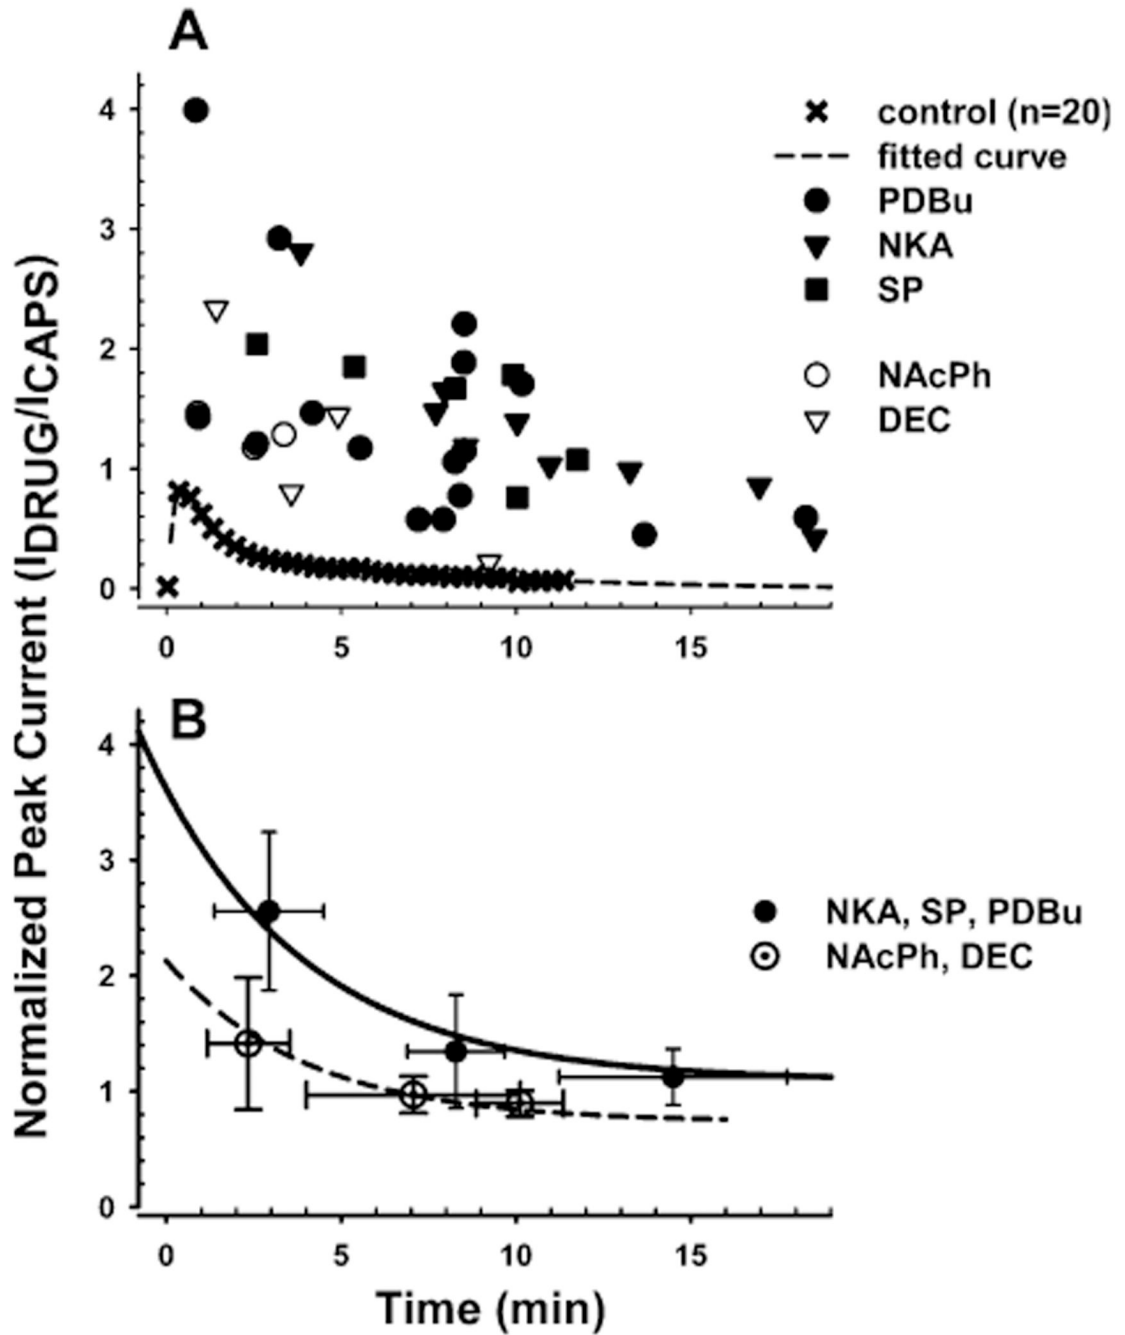 A
4
3
2
1
0
0 5 10 15
control (n=20)
fitted curve
PDBu
NKA
SP
NAcPh
DEC
Normalized Peak Current (IDRUG/ICAPS)
B
4
3
2
1
0
0 5 10 15
NKA, SP, PDBu
NAcPh, DEC
Time (min)